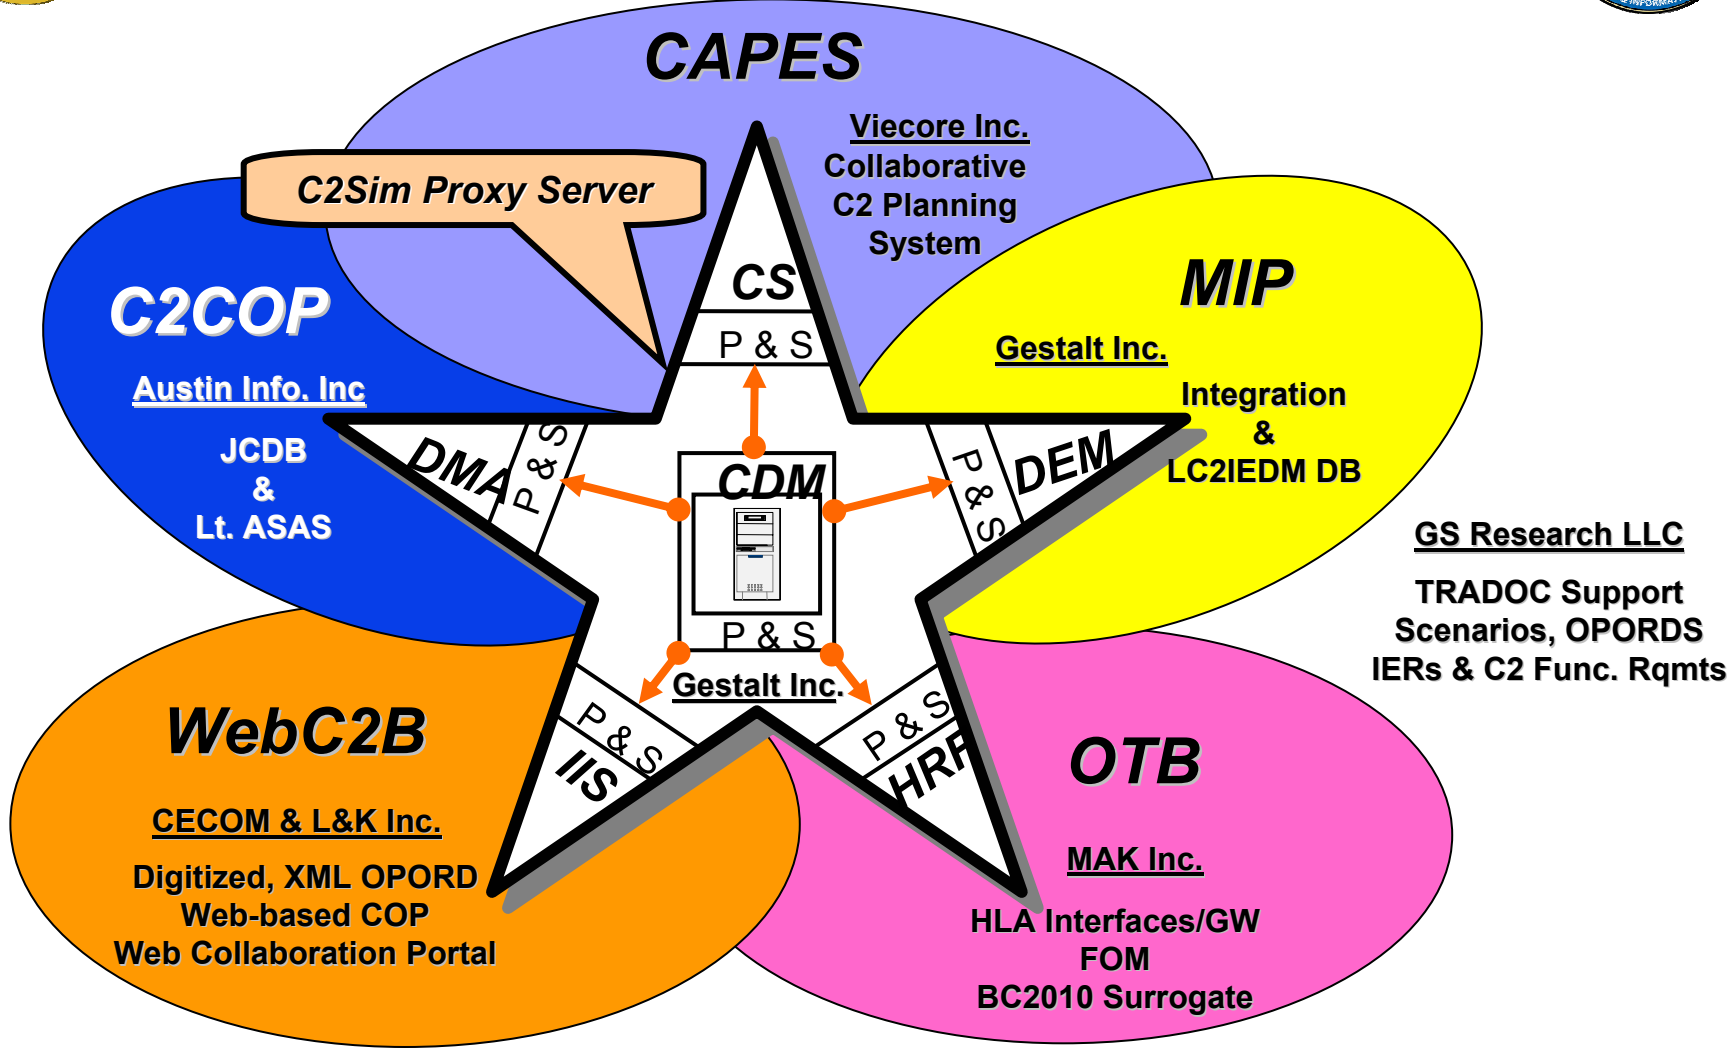 & INFORMA
CAPES
Viecore Inc.
Collaborative
C2 Planning
System
C2Sim Proxy Server
C2COP
Austin Info. Inc
JCDB
&
Lt. ASAS
MIP
Gestalt Inc.
Integration
&
LC2IEDM DB
CS
P & S
DMA
P & S
CDM
P & S
P & S
DEM
Gestalt Inc.
P & S
IIS
P & S
HRF
GS Research LLC
TRADOC Support
Scenarios, OPORDS
IERs & C2 Func. Rqmts
WebC2B
CECOM & L&K Inc.
Digitized, XML OPORD
Web-based COP
Web Collaboration Portal
OTB
MAK Inc.
HLA Interfaces/GW
FOM
BC2010 Surrogate